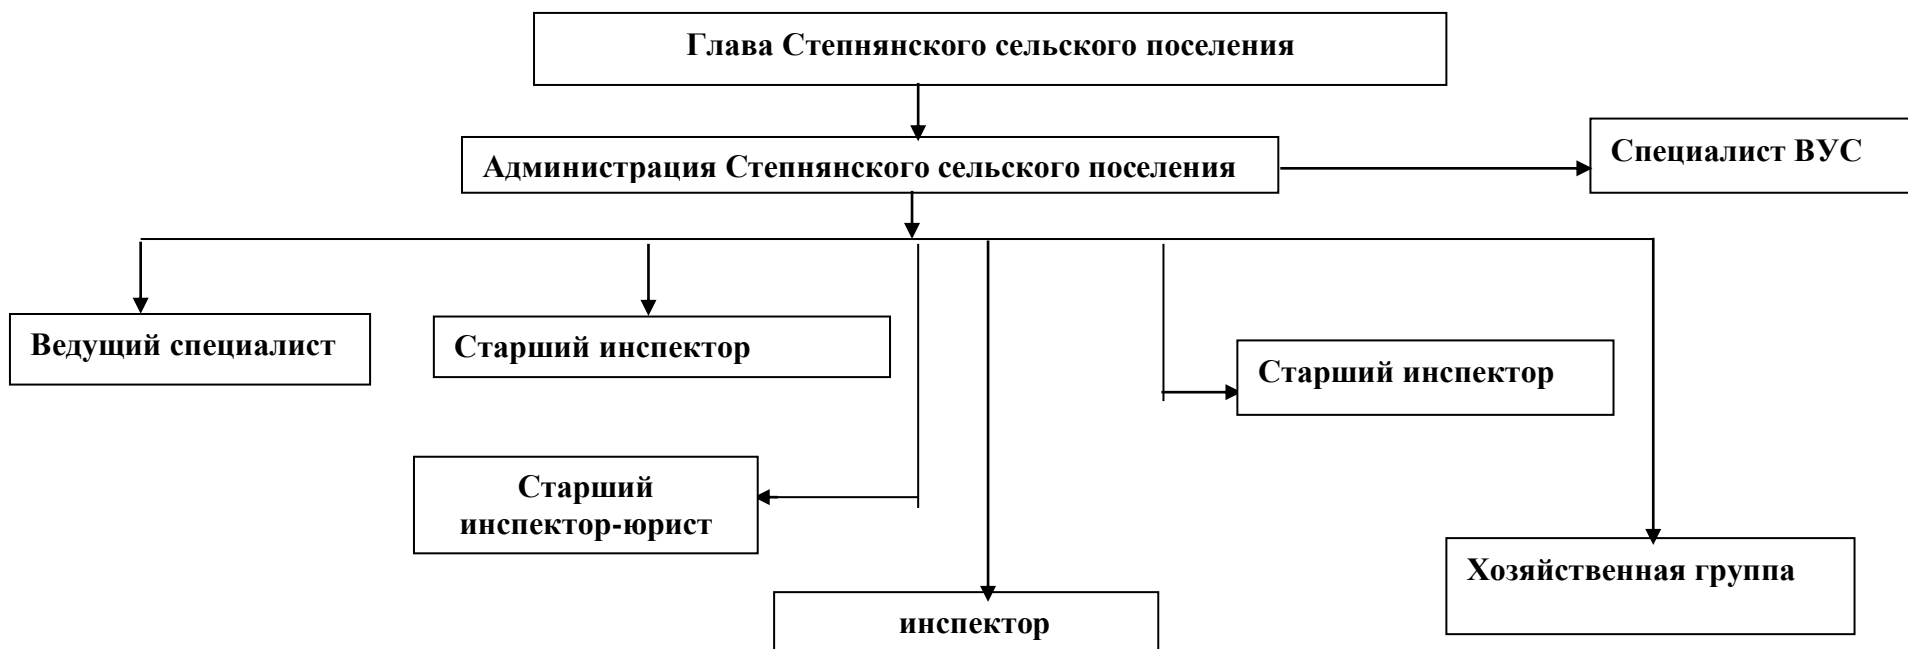 Глава Степнянского сельского поселения
Администрация Степнянского сельского поселения
Специалист ВУС
Ведущий специалист
Старший инспектор
Старший инспектор
Старший
инспектор-юрист
Хозяйственная группа
инспектор